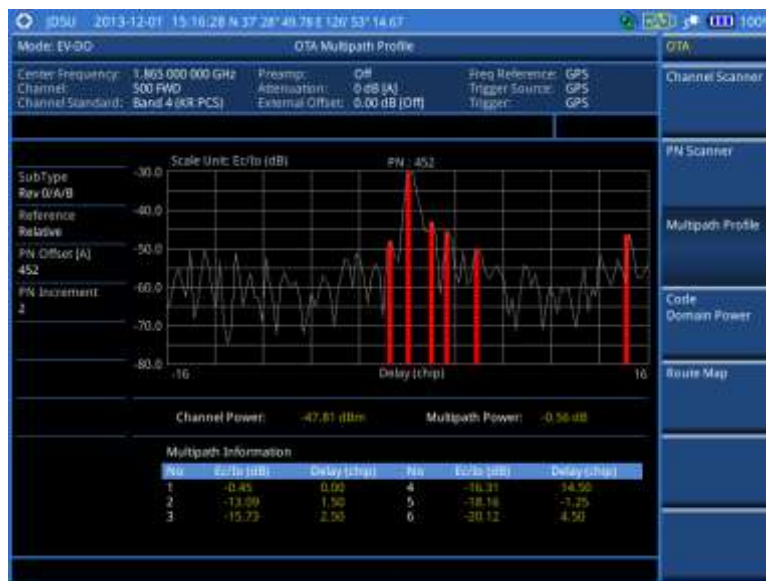 JDSU 2013-12-01 15:16:28 N 37° 28' 49.78 E 126° 53' 14.67 100%
Mode: EV-DO OTA Multipath Profile OTA
Center Frequency: 1.865 000 000 GHz Preamp: Off Freq Reference: GPS
Channel: 500 FWD Attenuation: 0 dB [A] Trigger Source: GPS
Channel Standard: Band 4 (KR PCS) External Offset: 0.00 dB [Off] Trigger: GPS
Channel Scanner
PN Scanner
Multipath Profile
Code
Domain Power
Route Map
SubType
Rev 0/A/B
Reference
Relative
PN Offset [A]
452
PN Increment
2
Scale Unit: Ec/Io (dB) PN : 452
-30.0
-40.0
-50.0
-60.0
-70.0
-80.0
-16 Delay (chip) 16
Channel Power: -47.81 dBm Multipath Power: -0.56 dB
Multipath Information
No Ec/Io (dB) Delay (chip) No Ec/Io (dB) Delay (chip)
1 -0.45 0.00 4 -16.31 14.50
2 -13.09 1.50 5 -18.16 -1.25
3 -15.73 2.50 6 -20.12 4.50